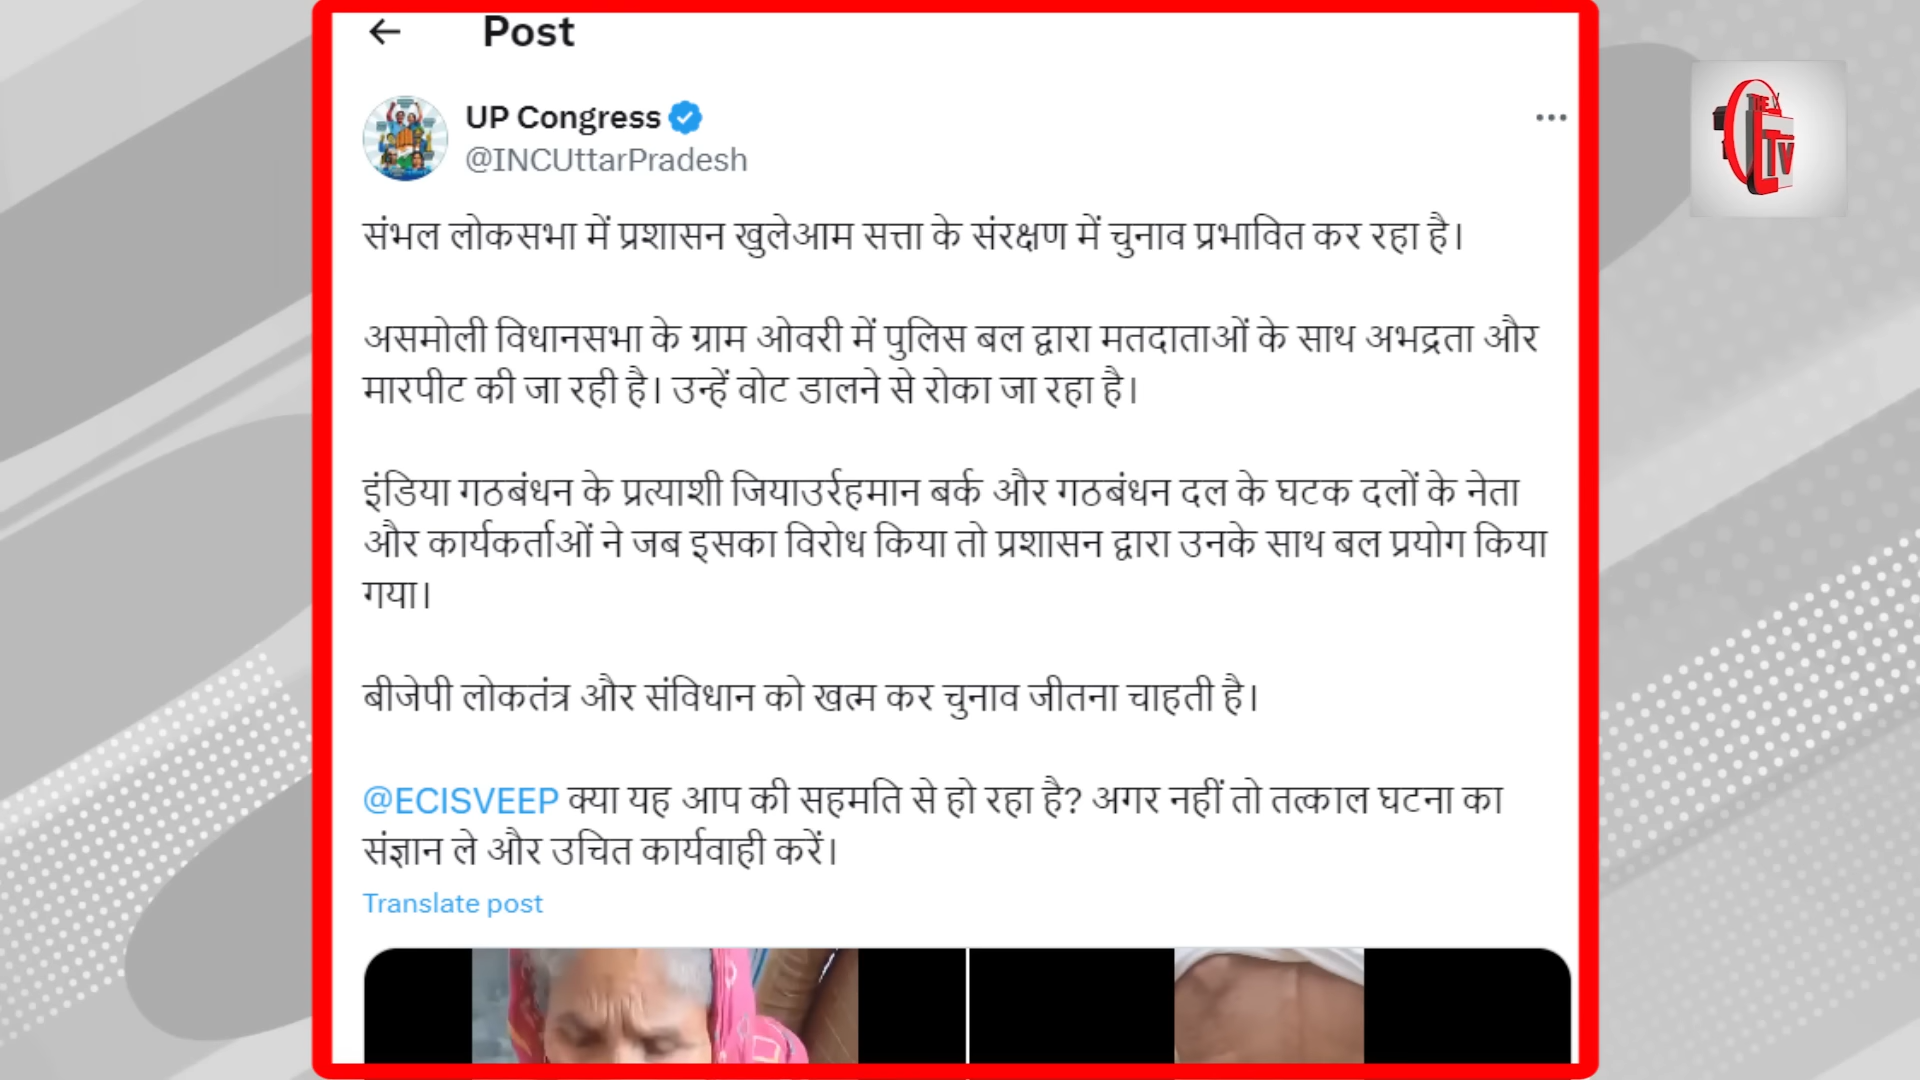 Post
UP Congress
@INCUttarPradesh
संभल लोकसभा में प्रशासन खुलेआम सत्ता के संरक्षण में चुनाव प्रभावित कर रहा है।
असमोली विधानसभा के ग्राम ओवरी में पुलिस बल द्वारा मतदाताओं के साथ अभद्रता और
मारपीट की जा रही है। उन्हें वोट डालने से रोका जा रहा है।
इंडिया गठबंधन के प्रत्याशी जियाउर्रहमान बर्क और गठबंधन दल के घटक दलों के नेता
और कार्यकर्ताओं ने जब इसका विरोध किया तो प्रशासन द्वारा उनके साथ बल प्रयोग किया
गया।
बीजेपी लोकतंत्र और संविधान को खत्म कर चुनाव जीतना चाहती है।
@ECISVEEP क्या यह आप की सहमति से हो रहा है? अगर नहीं तो तत्काल घटना का
संज्ञान ले और उचित कार्यवाही करें।
Translate post
THE
TV